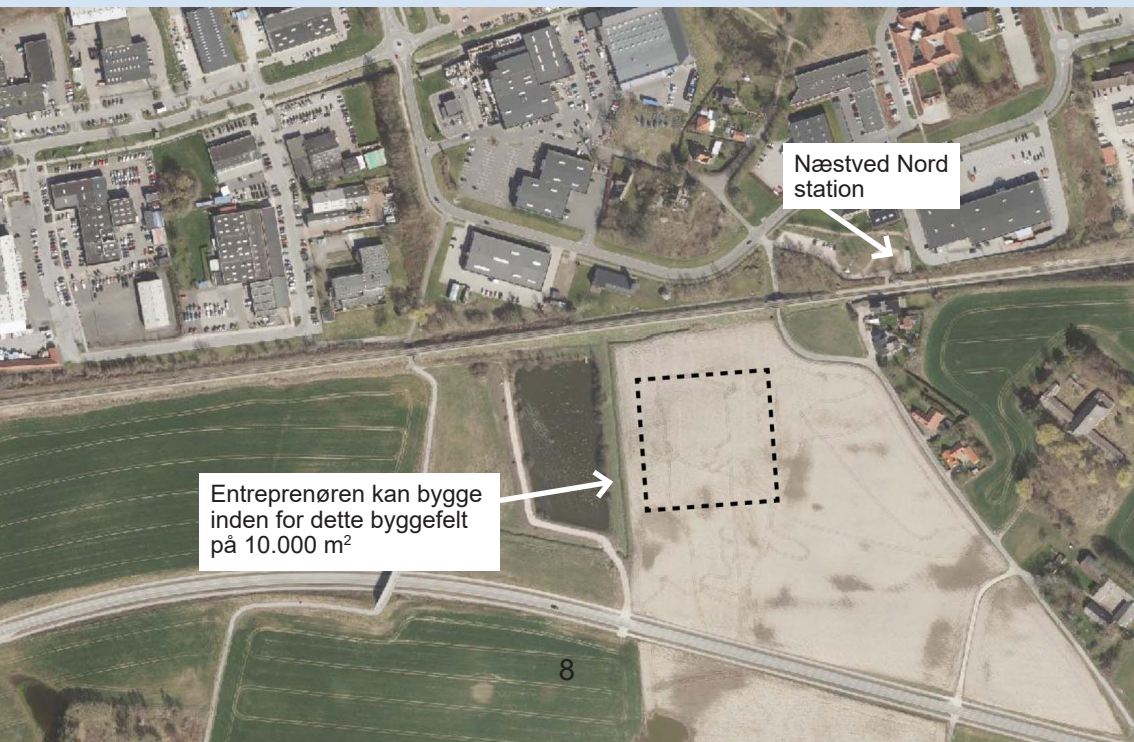 Næstved Nord
station
Entreprenøren kan bygge
inden for dette byggefelt
på 10.000 m²
8